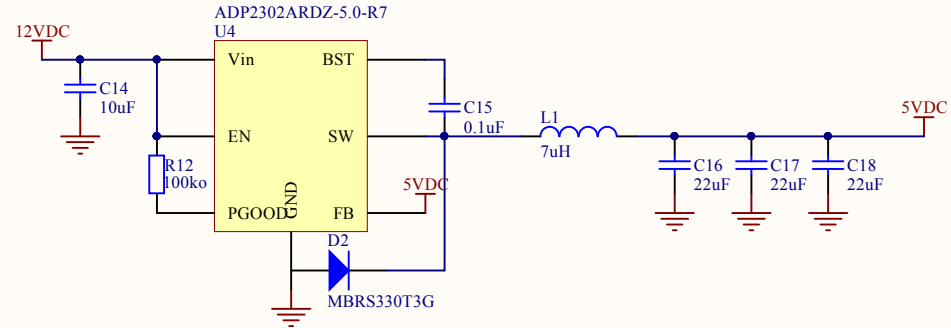 ADP2302ARDZ-5.0-R7
U4
12VDC
Vin
BST
C14
10uF
C15
0.1uF
EN
SW
L1
7uH
5VDC
R12
100ko
C16
22uF
C17
22uF
C18
22uF
5VDC
PGOOD
GND
FB
D2
MBRS330T3G